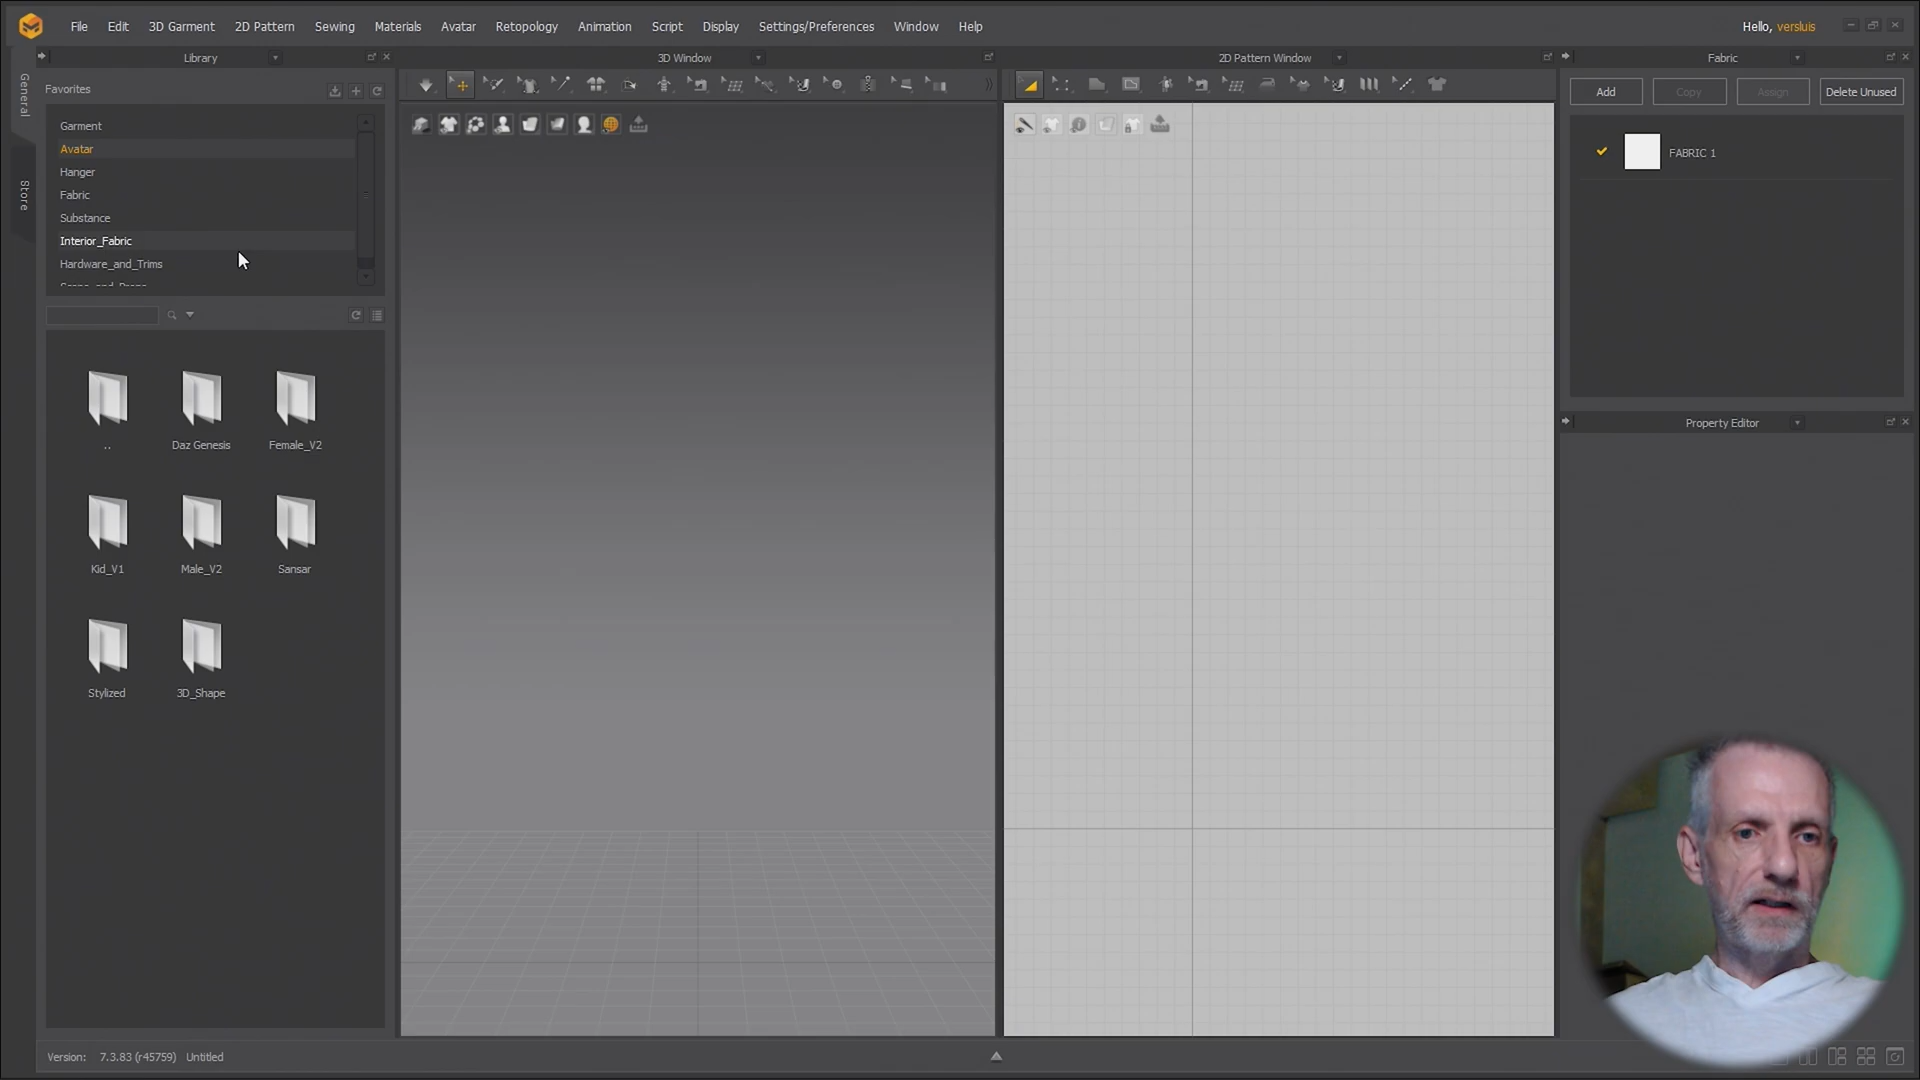 File Edit 3D Garment 2D Pattern Sewing Materials Avatar Retopology Animation Script Display Settings/Preferences Window Help
Hello, versluis
General
Store
Library
Favorites
Garment
Avatar
Hanger
Fabric
Substance
Interior_Fabric
Hardware_and_Trims
..
Daz Genesis
Female_V2
Kid_V1
Male_V2
Sansar
Stylized
3D_Shape
3D Window
2D Pattern Window
Fabric
Add
Copy
Assign
Delete Unused
FABRIC 1
Property Editor
Version: 7.3.83 (r45759) Untitled